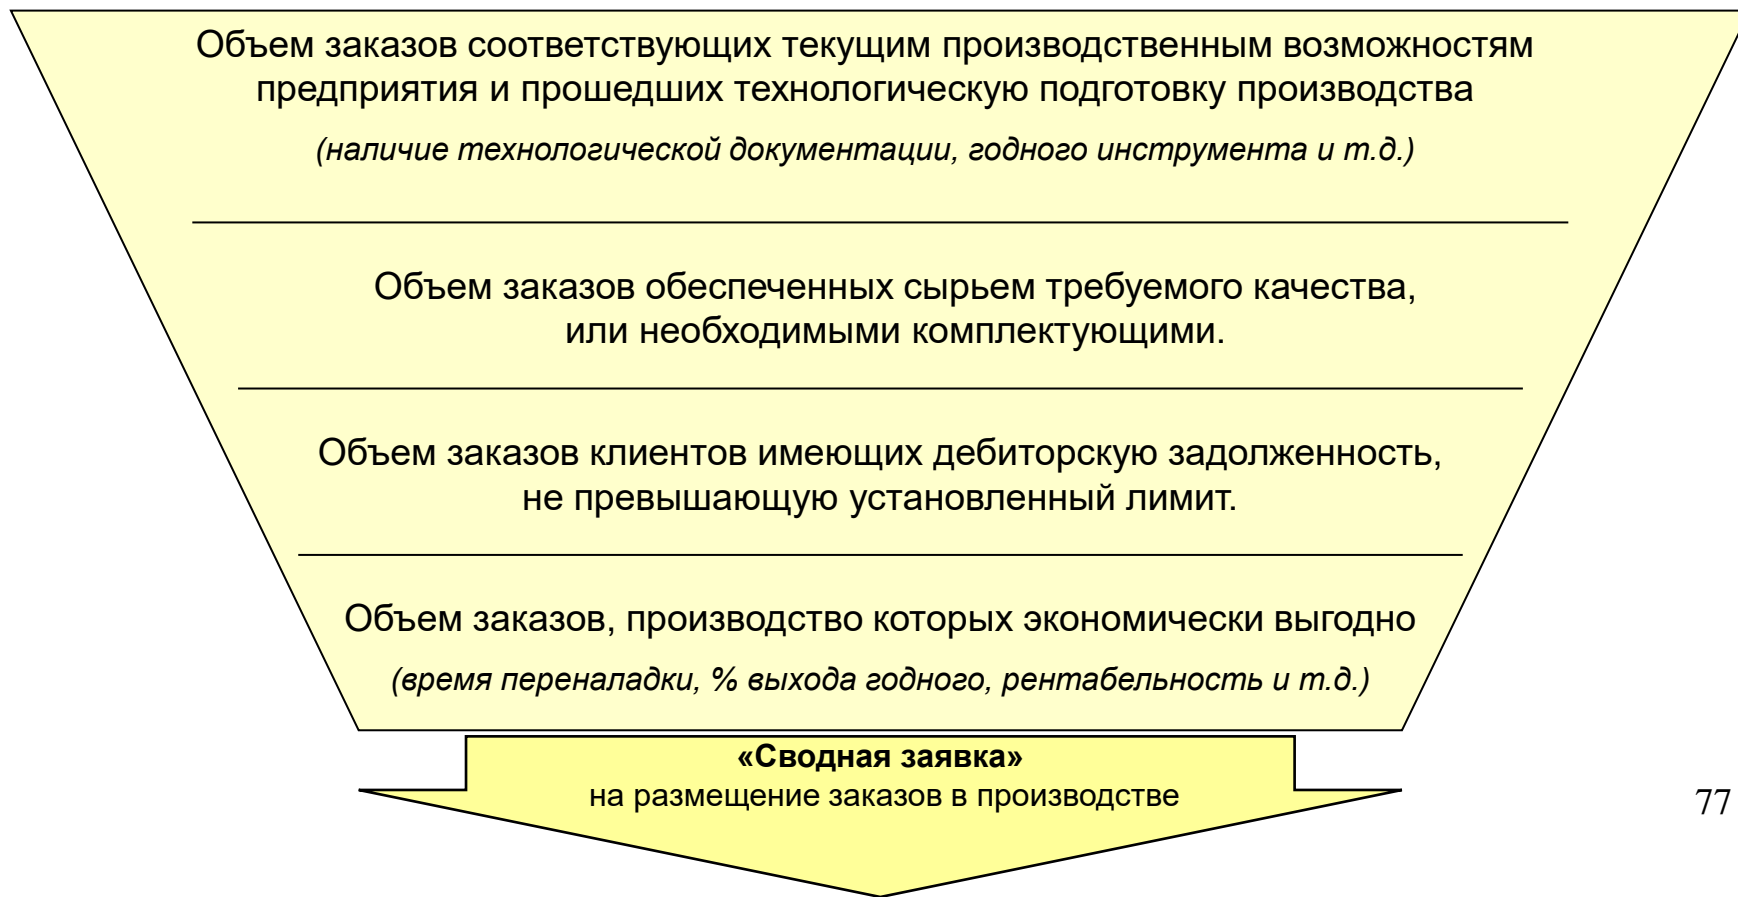 Объем заказов соответствующих текущим производственным возможностям
предприятия и прошедших технологическую подготовку производства
(наличие технологической документации, годного инструмента и т.д.)
Объем заказов обеспеченных сырьем требуемого качества,
или необходимыми комплектующими.
Объем заказов клиентов имеющих дебиторскую задолженность,
не превышающую установленный лимит.
Объем заказов, производство которых экономически выгодно
(время переналадки, % выхода годного, рентабельность и т.д.)
«Сводная заявка»
на размещение заказов в производстве
77